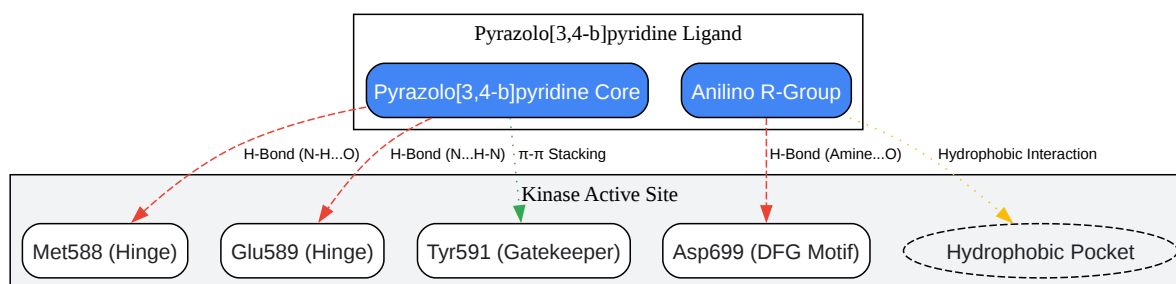 Pyrazolo[3,4-b]pyridine Ligand
Pyrazolo[3,4-b]pyridine Core
Anilino R-Group
H-Bond (N-H...O)
H-Bond (N...H-N)
π-π Stacking
H-Bond (Amine...O)
Hydrophobic Interaction
Kinase Active Site
Met588 (Hinge)
Glu589 (Hinge)
Tyr591 (Gatekeeper)
Asp699 (DFG Motif)
Hydrophobic Pocket